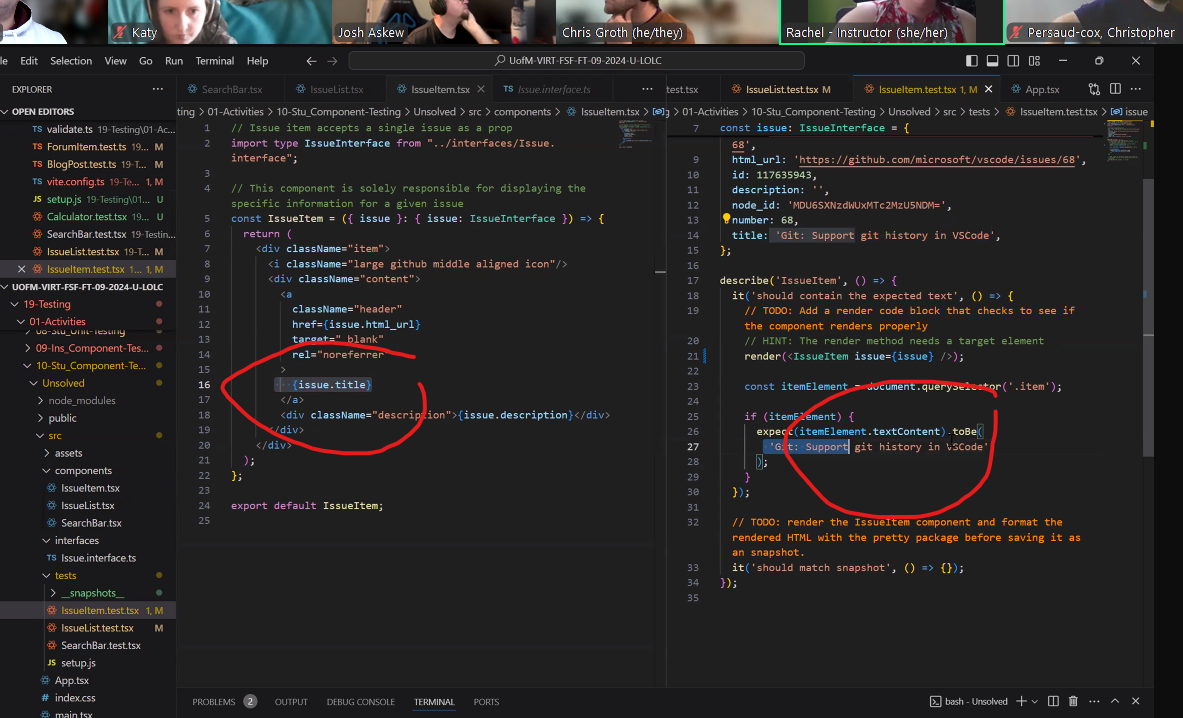 Katy
Josh Askew
Chris Groth (he/they)
Rachel - Instructor (she/her)
Persaud-cox, Christopher
Edit Selection View Go Run Terminal Help
UofM-VIRT-FSF-FT-09-2024-U-LOLC
EXPLORER
OPEN EDITORS
TS validate.ts 19-Testing\01-Ac...
ForumItem.test.ts 19... M
BlogPost.test.ts 19-T... M
vite.config.ts 19-Te... 1, M
JS setup.js 19-Testing\01... U
Calculator.test.tsx U
SearchBar.test.tsx 19-Testin...
IssueList.test.tsx 19-T... M
IssueItem.test.tsx 1... 1, M
UOFM-VIRT-FSF-FT-09-2024-U-LOLC
19-Testing
01-Activities
08-Stu_Unit-Testing
09-Ins_Component-Tes...
10-Stu_Component-Te...
Unsolved
node_modules
public
src
assets
components
IssueItem.tsx
IssueList.tsx
SearchBar.tsx
interfaces
TS Issue.interface.ts
tests
__snapshots__
IssueItem.test.tsx 1, M
IssueList.test.tsx M
SearchBar.test.tsx
JS setup.js
App.tsx
# index.css
main.tsx
SearchBar.tsx
IssueList.tsx
IssueItem.tsx
TS Issue.interface.ts
...
ting > 01-Activities > 10-Stu_Component-Testing > Unsolved > src > components > IssueItem.tsx
1 // Issue item accepts a single issue as a prop
2 import type IssueInterface from "../interfaces/Issue.
interface";
3
4 // This component is solely responsible for displaying the
specific information for a given issue
5 const IssueItem = ({ issue }: { issue: IssueInterface }) => {
6 return (
7 <div className="item">
8 <i className="large github middle aligned icon"/>
9 <div className="content">
10 <a
11 className="header"
12 href={issue.html_url}
13 target="_blank"
14 rel="noreferrer"
15 >
16 {issue.title}
17 </a>
18 <div className="description">{issue.description}</div>
19 </div>
20 </div>
21 );
22 };
23
24 export default IssueItem;
25
test.tsx
IssueList.test.tsx M
IssueItem.test.tsx 1, M
App.tsx
01-Activities > 10-Stu_Component-Testing > Unsolved > src > tests > IssueItem.test.tsx > issue
7 const issue: IssueInterface = {
68',
9 html_url: 'https://github.com/microsoft/vscode/issues/68',
10 id: 117635943,
11 description: '',
12 node_id: 'MDU6SXNzdWUxMTc2MzU5NDM=',
13 number: 68,
14 title: 'Git: Support git history in VSCode',
15 };
16
17 describe('IssueItem', () => {
18 it('should contain the expected text', () => {
19 // TODO: Add a render code block that checks to see if
the component renders properly
20 // HINT: The render method needs a target element
21 render(<IssueItem issue={issue} />);
22
23 const itemElement = document.querySelector('.item');
24
25 if (itemElement) {
26 expect(itemElement.textContent).toBe(
27 'Git: Support git history in VSCode'
28 );
29 }
30 });
31
32 // TODO: render the IssueItem component and format the
rendered HTML with the pretty package before saving it as
an snapshot.
33 it('should match snapshot', () => {});
34 });
35
PROBLEMS 2 OUTPUT DEBUG CONSOLE TERMINAL PORTS
bash - Unsolved